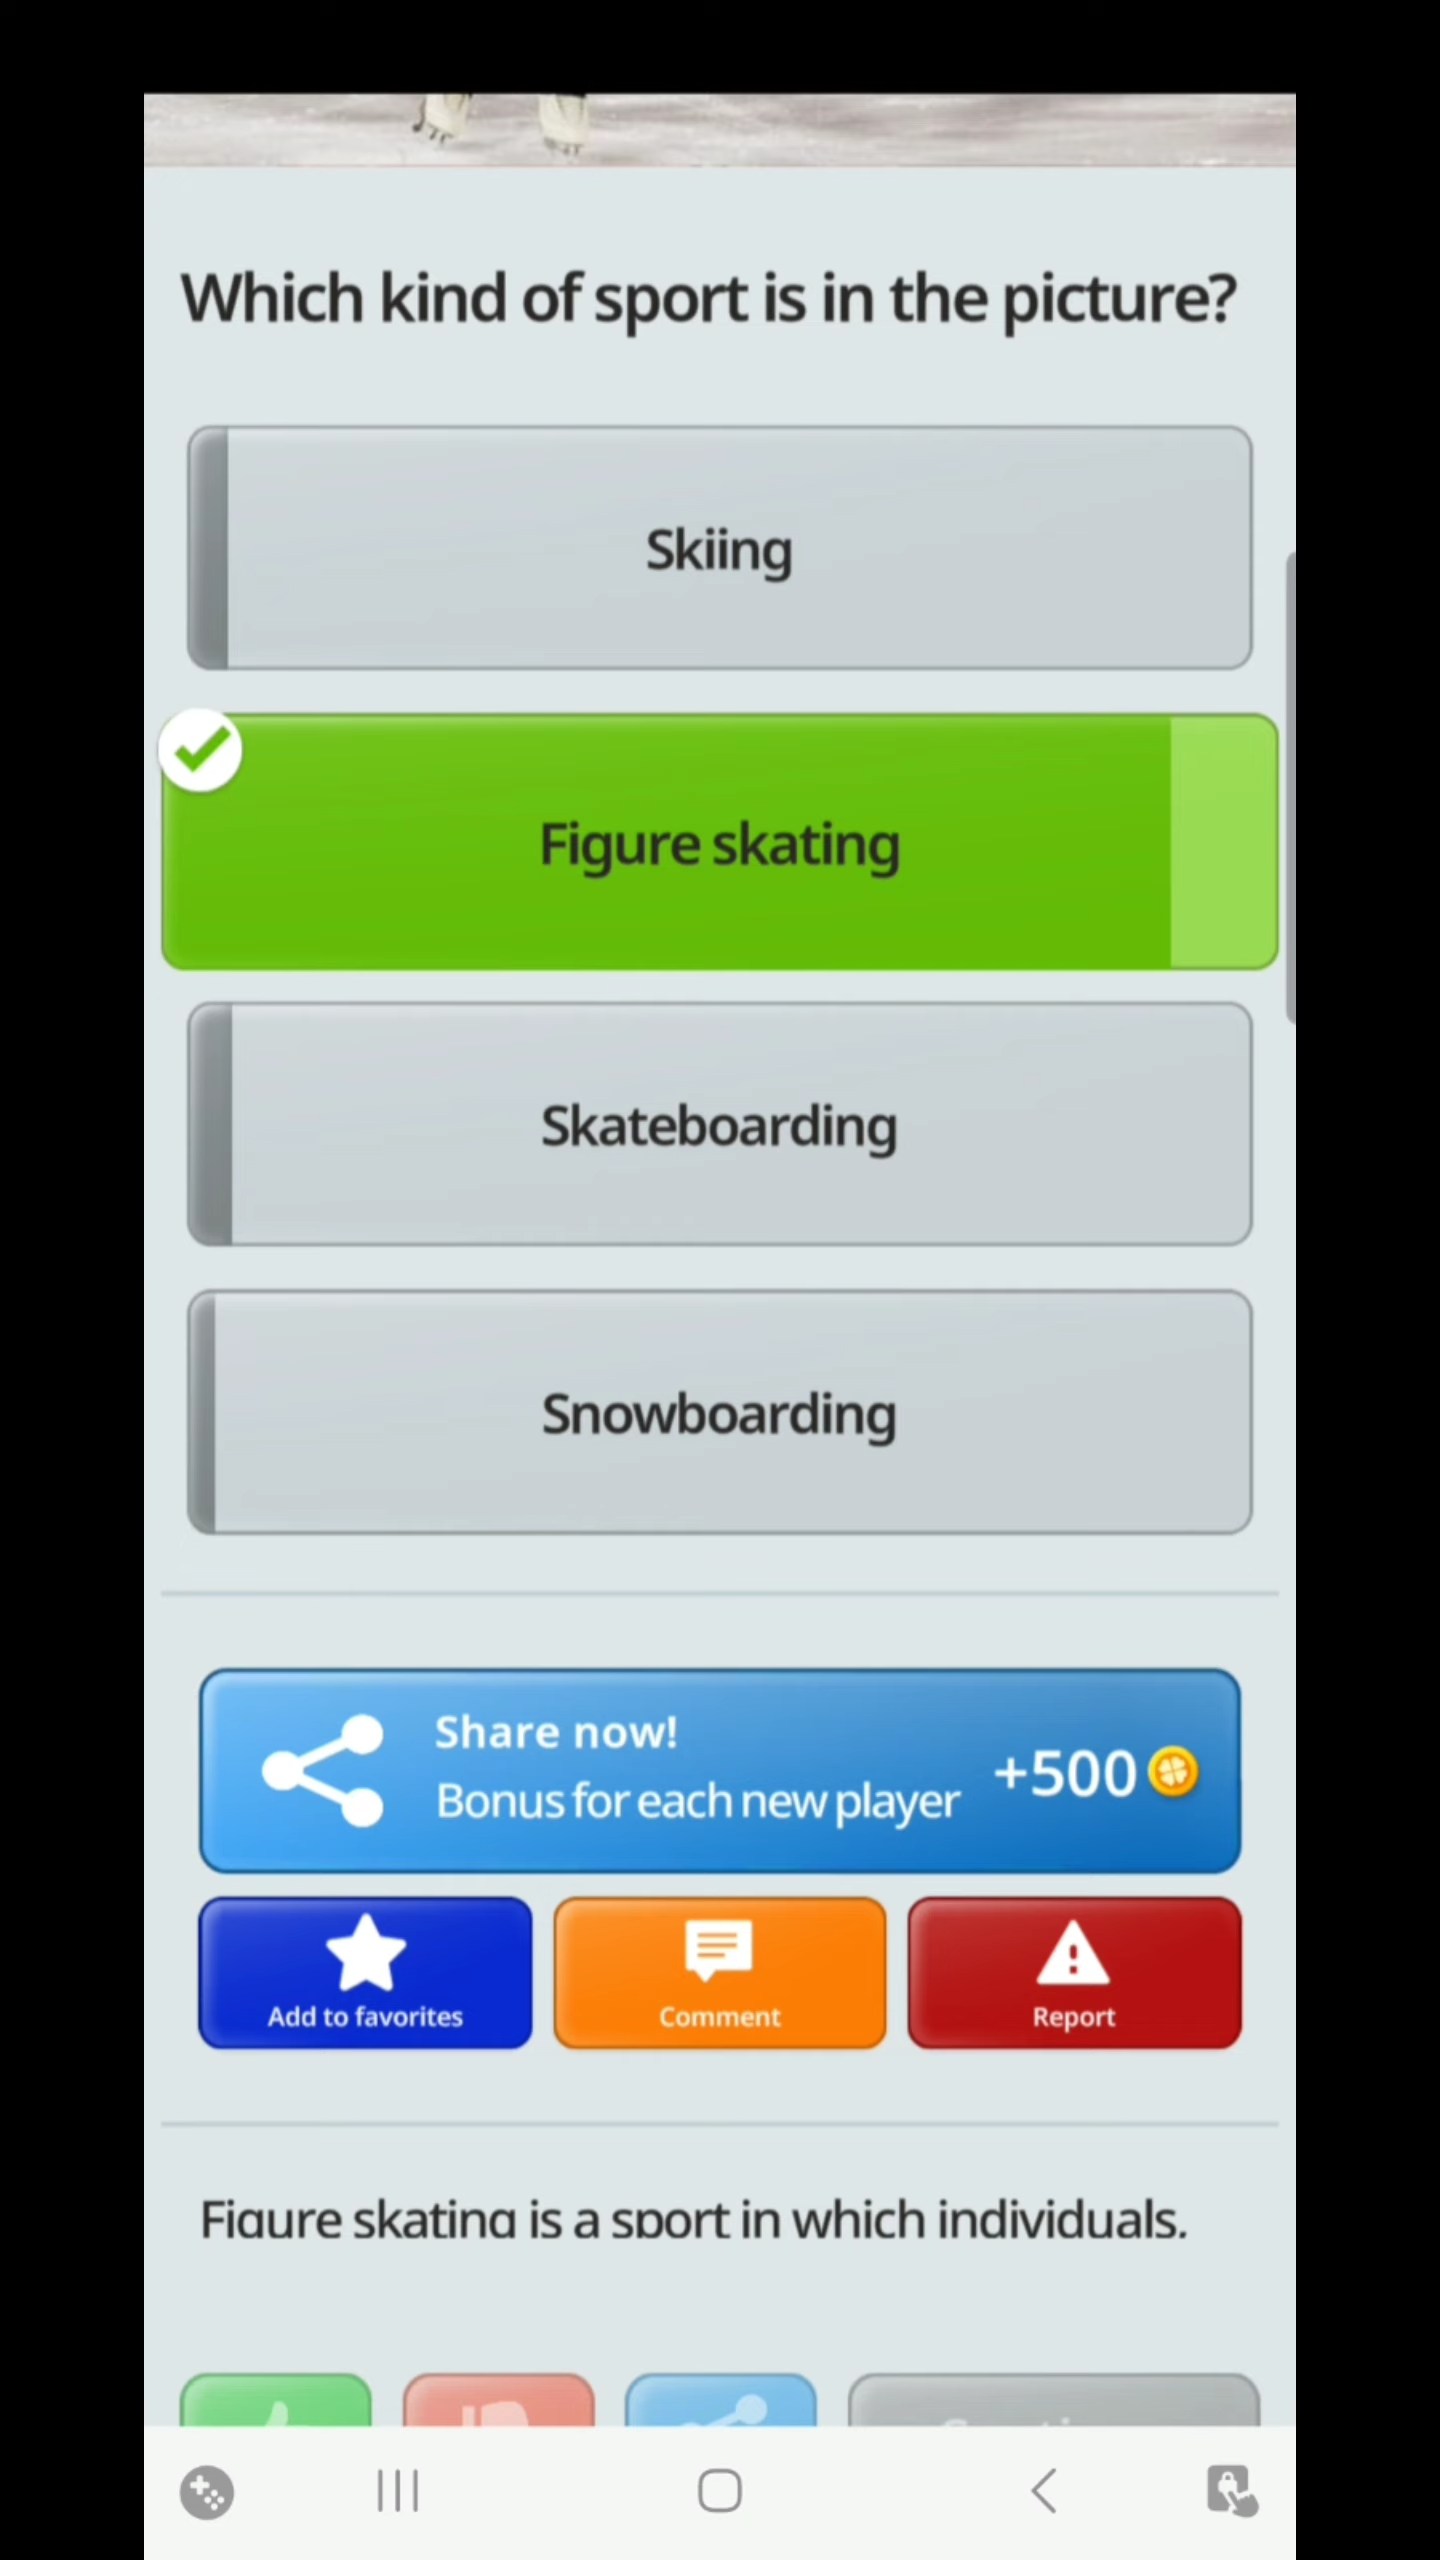 Which kind of sport is in the picture?
Skiing
Figure skating
Skateboarding
Snowboarding
Share now!
Bonus for each new player
+500
Add to favorites
Comment
Report
Figure skating is a sport in which individuals,